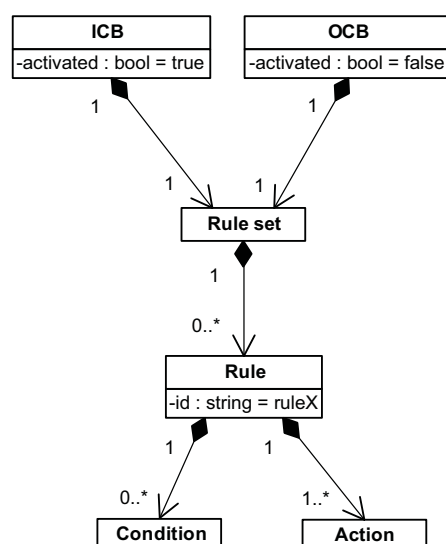 ICB
OCB
-activated : bool = true
-activated : bool = false
1
1
1
1
Rule set
1
0..*
Rule
-id : string = ruleX
1
1
0..*
1..*
Condition
Action